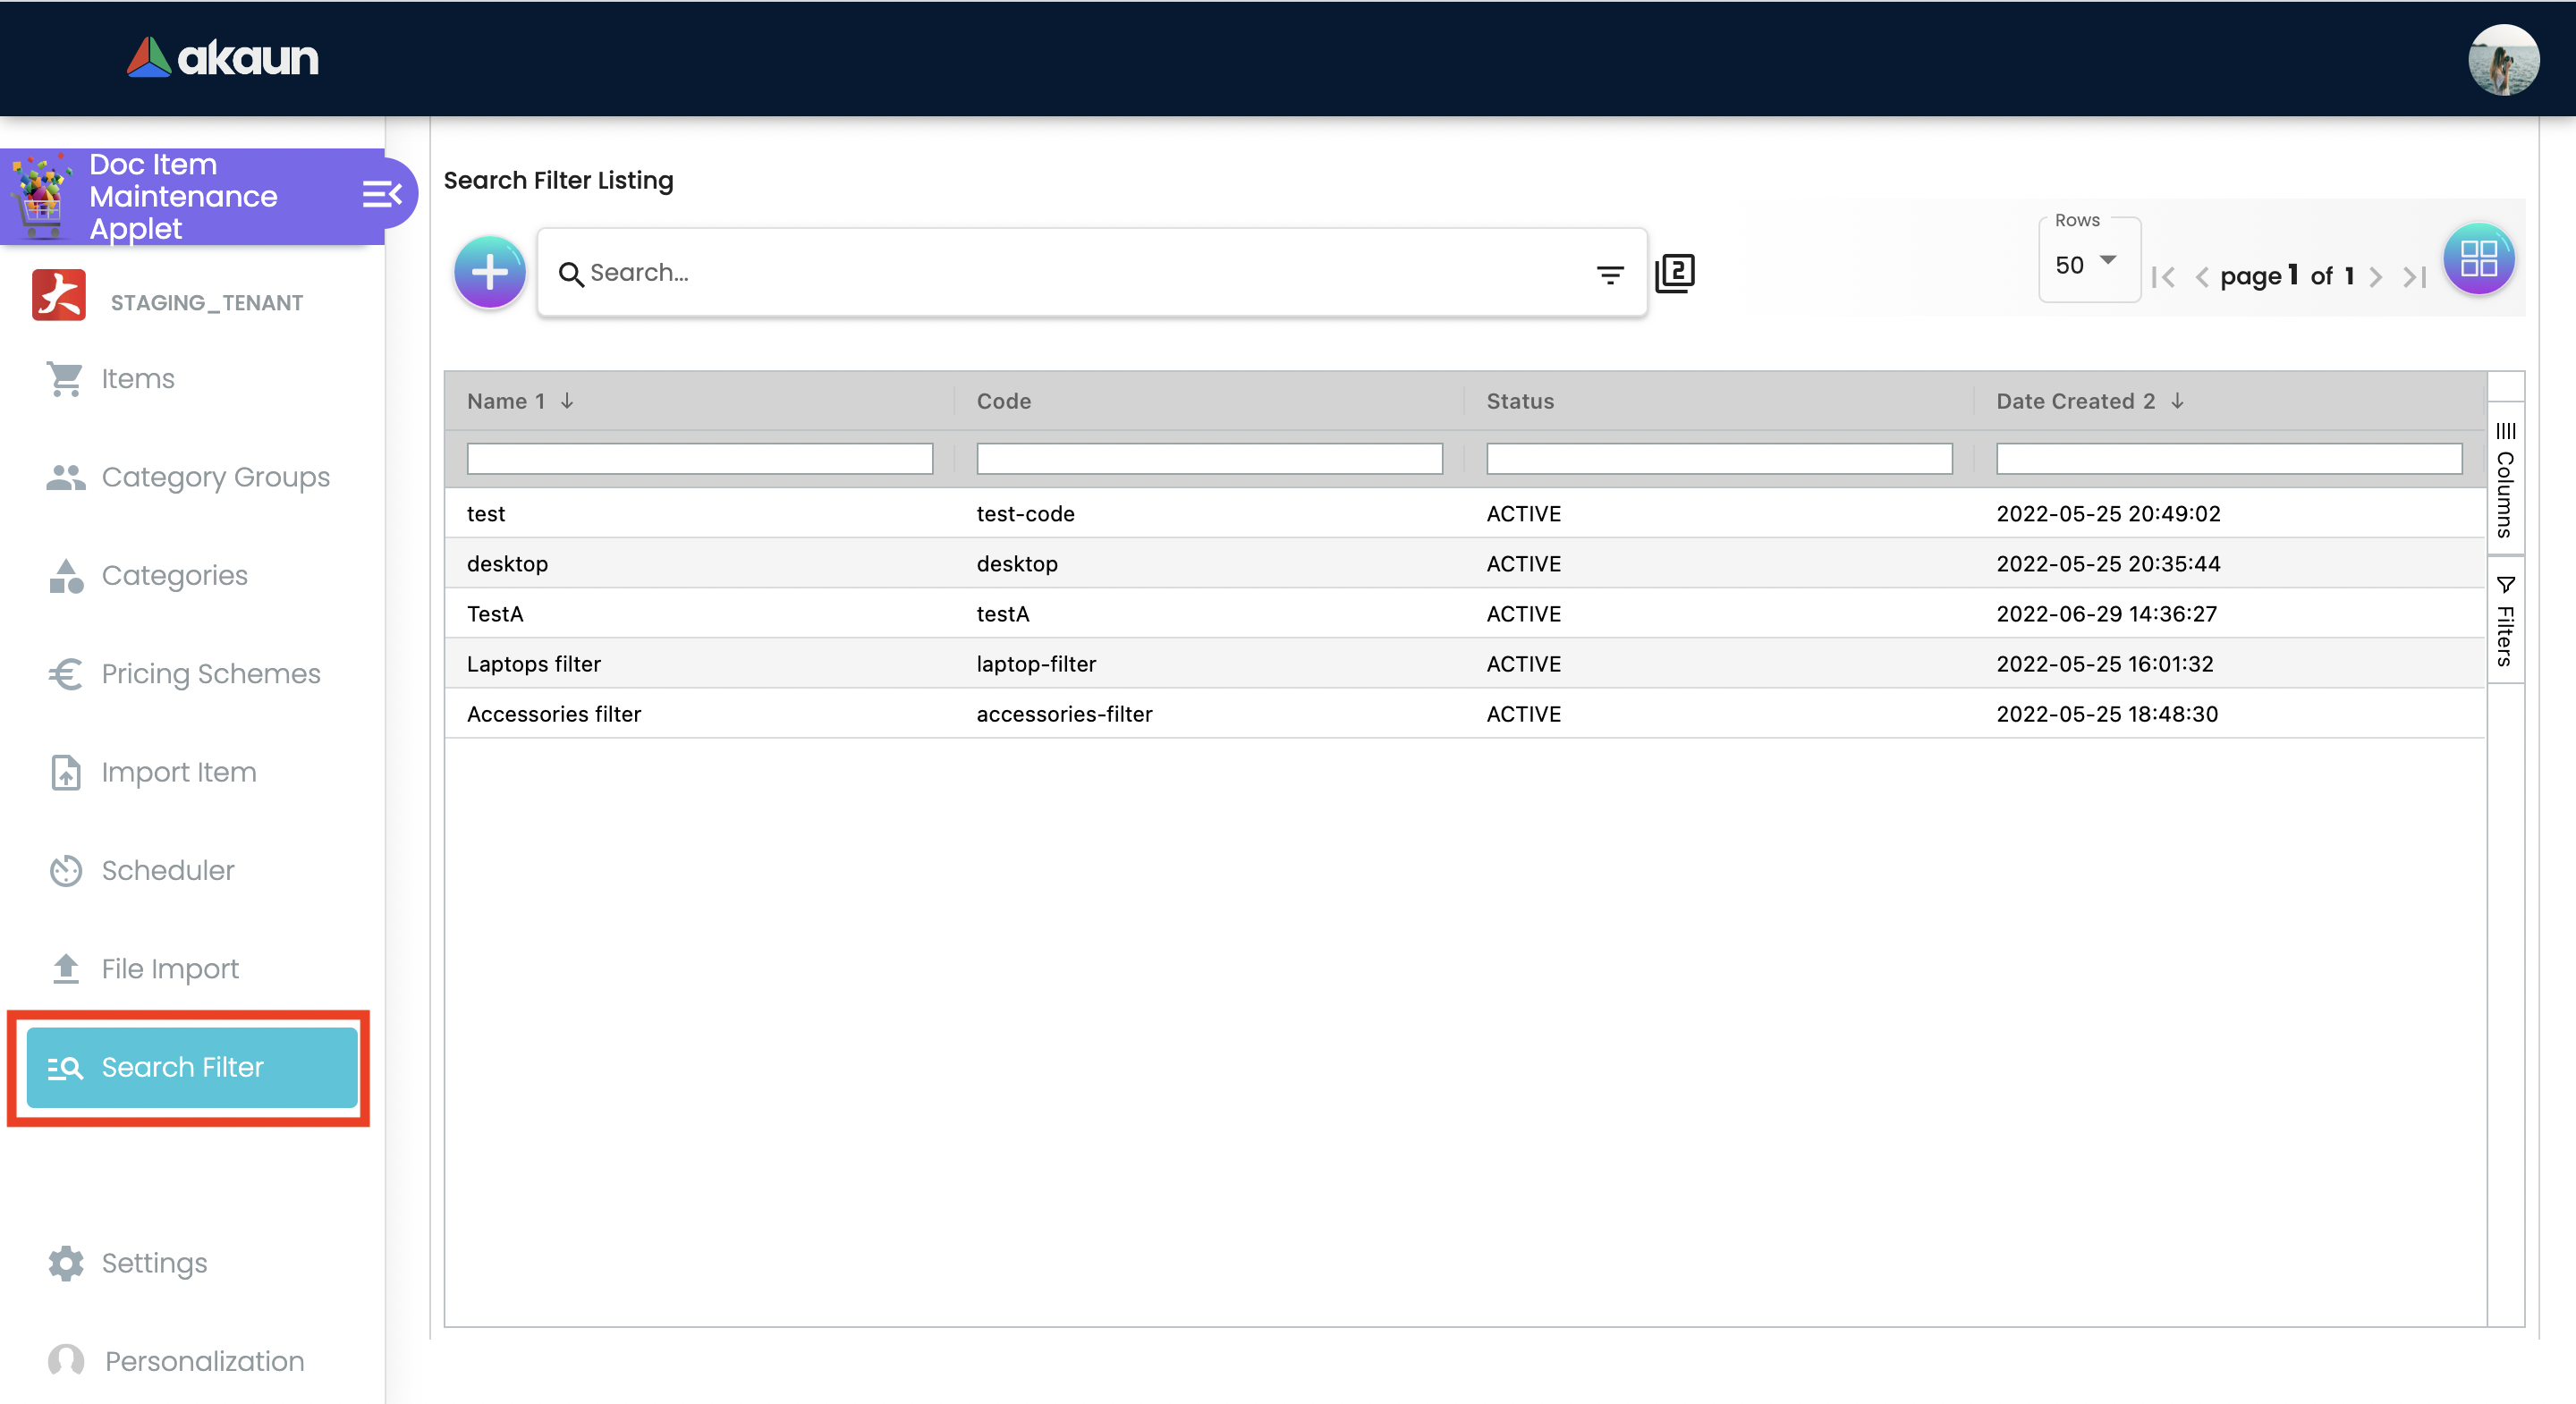 akaun
Doc Item
Maintenance
Applet
STAGING_TENANT
Items
Category Groups
Categories
Pricing Schemes
Import Item
Scheduler
File Import
Search Filter
Settings
Personalization
Search Filter Listing
Search...
2
Rows
50
page 1 of 1
Name 1 Code Status Date Created 2
test test-code ACTIVE 2022-05-25 20:49:02
desktop desktop ACTIVE 2022-05-25 20:35:44
TestA testA ACTIVE 2022-06-29 14:36:27
Laptops filter laptop-filter ACTIVE 2022-05-25 16:01:32
Accessories filter accessories-filter ACTIVE 2022-05-25 18:48:30
Columns
Filters